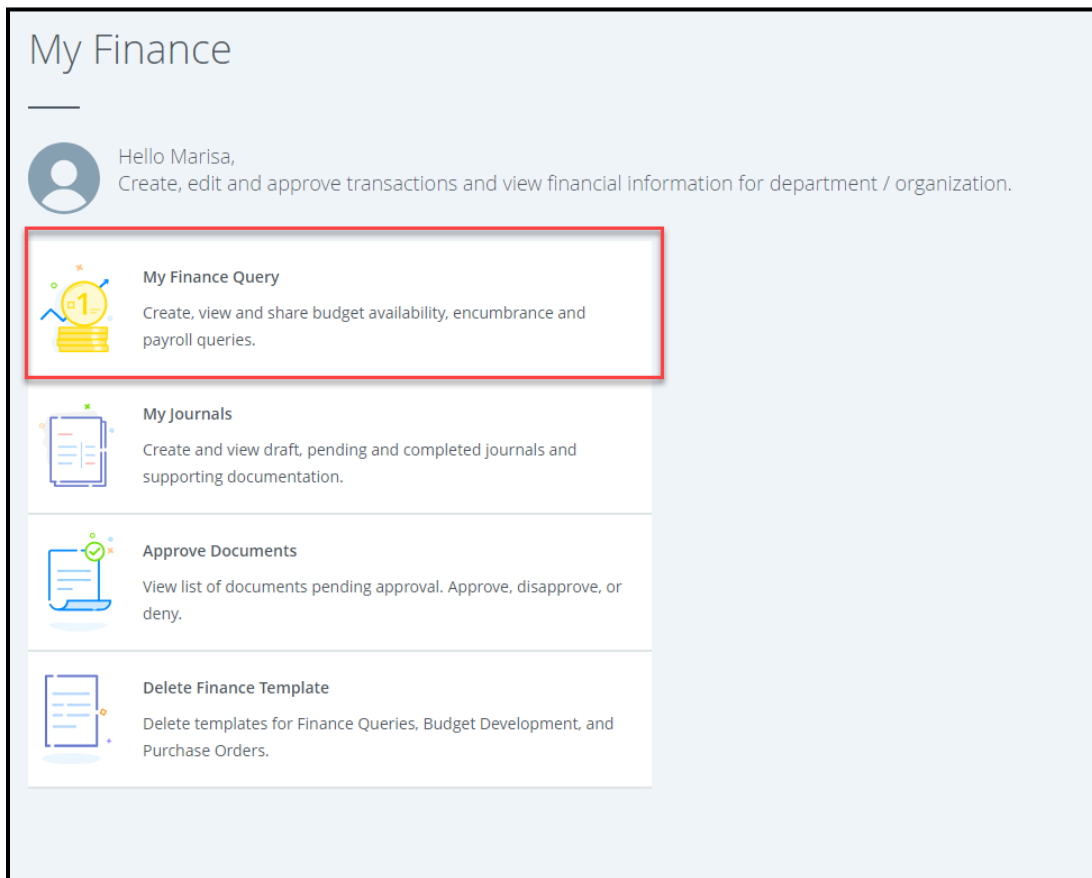 My Finance
Hello Marisa,
Create, edit and approve transactions and view financial information for department / organization.
My Finance Query
Create, view and share budget availability, encumbrance and
payroll queries.
1
My Journals
Create and view draft, pending and completed journals and
supporting documentation.
Approve Documents
View list of documents pending approval. Approve, disapprove, or
deny.
Delete Finance Template
Delete templates for Finance Queries, Budget Development, and
Purchase Orders.